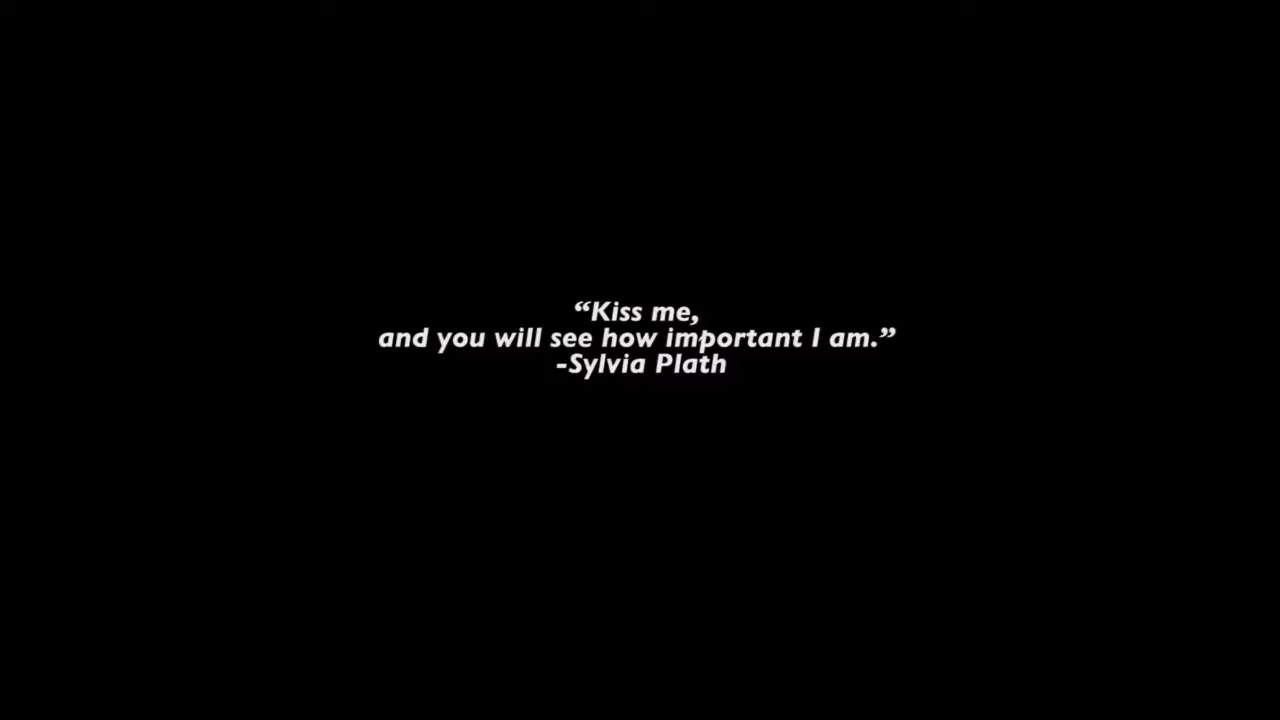 “Kiss me,
and you will see how important I am.”
-Sylvia Plath